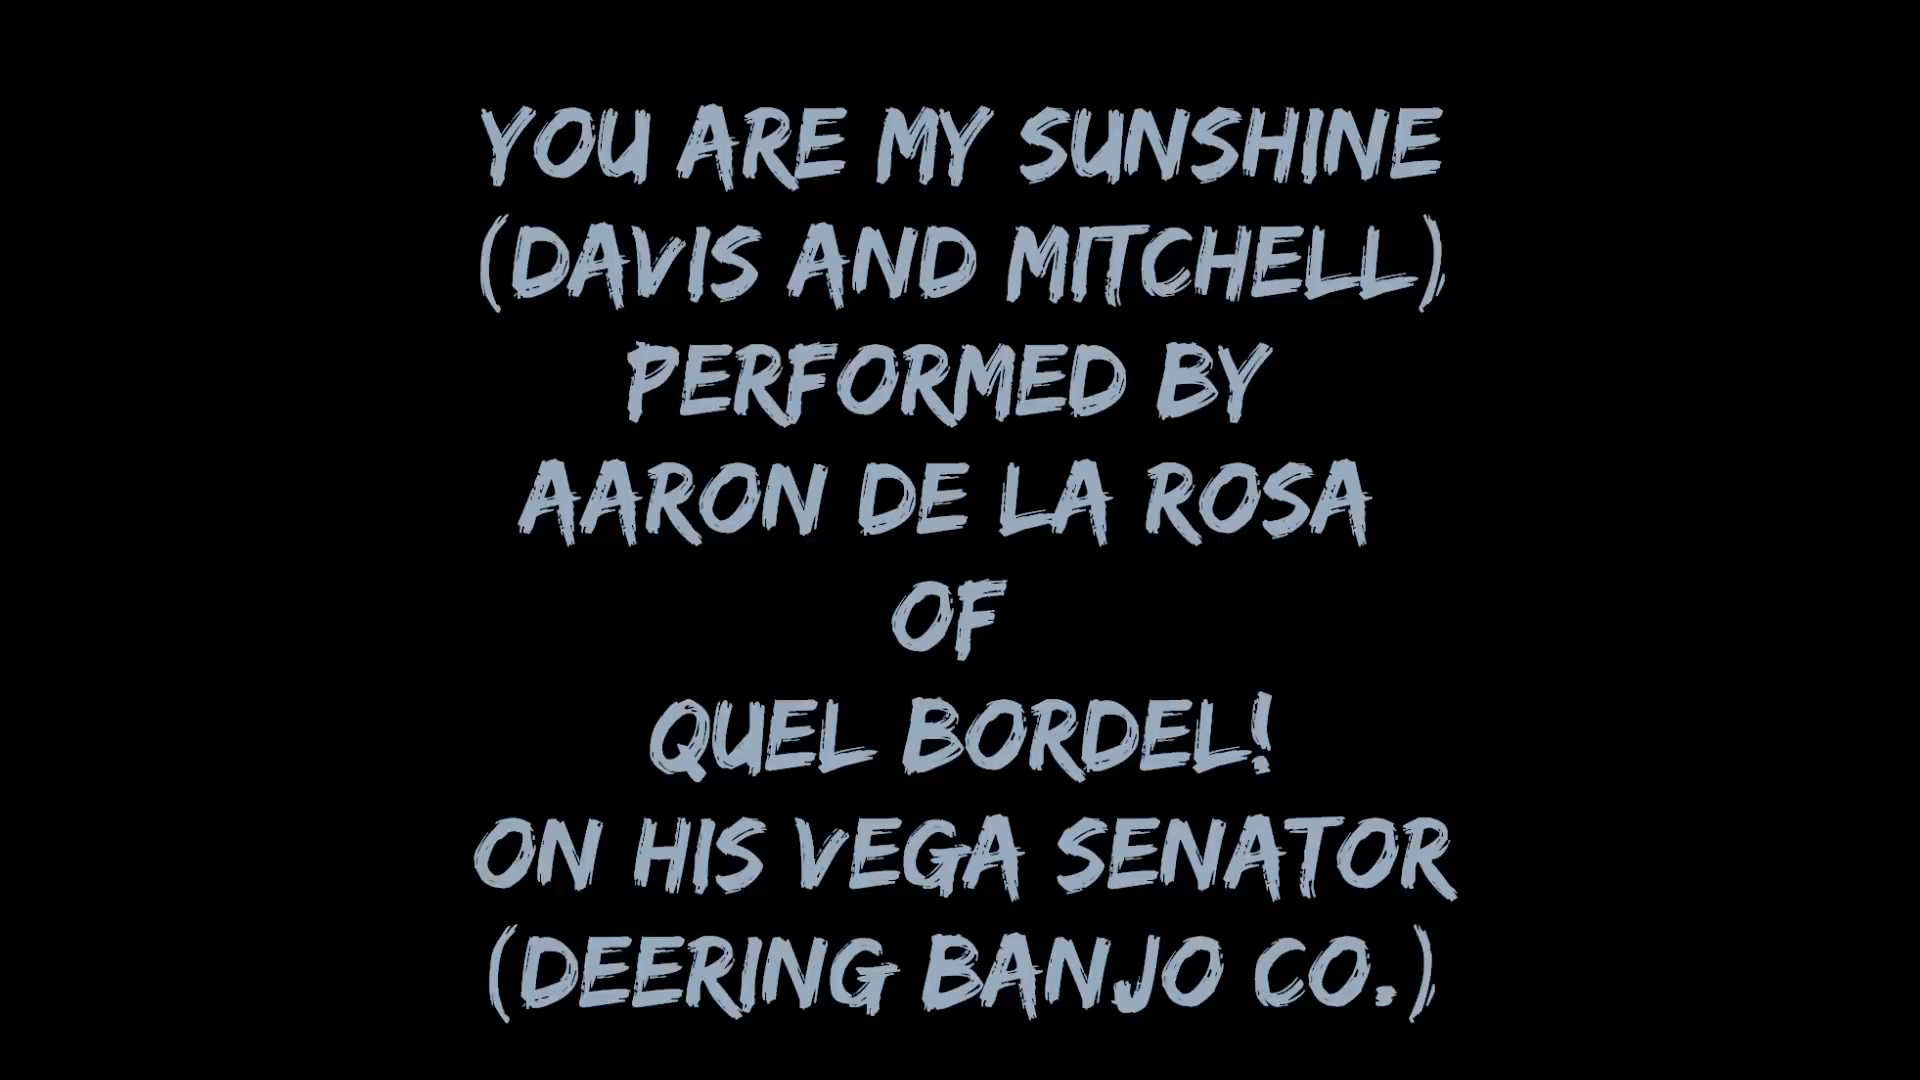 YOU ARE MY SUNSHINE
(DAVIS AND MITCHELL)
PERFORMED BY
AARON DE LA ROSA
OF
QUEL BORDEL!
ON HIS VEGA SENATOR
(DEERING BANJO CO.)